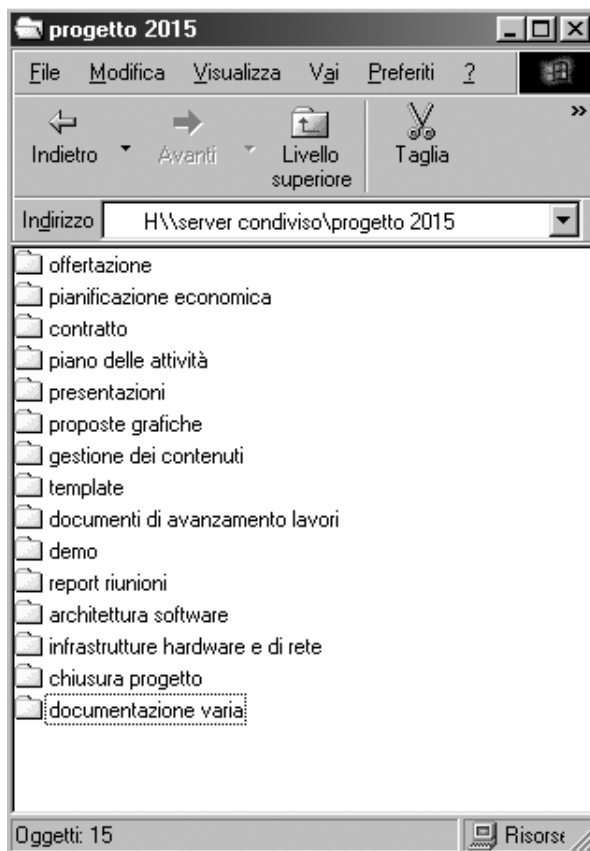 progetto 2015
File Modifica Visualizza Vai Preferiti ?
Indietro Avanti Livello superiore Taglia »
Indirizzo H\\server condiviso\progetto 2015
offertazione
pianificazione economica
contratto
piano delle attività
presentazioni
proposte grafiche
gestione dei contenuti
template
documenti di avanzamento lavori
demo
report riunioni
architettura software
infrastrutture hardware e di rete
chiusura progetto
documentazione varia
Oggetti: 15 Risorse